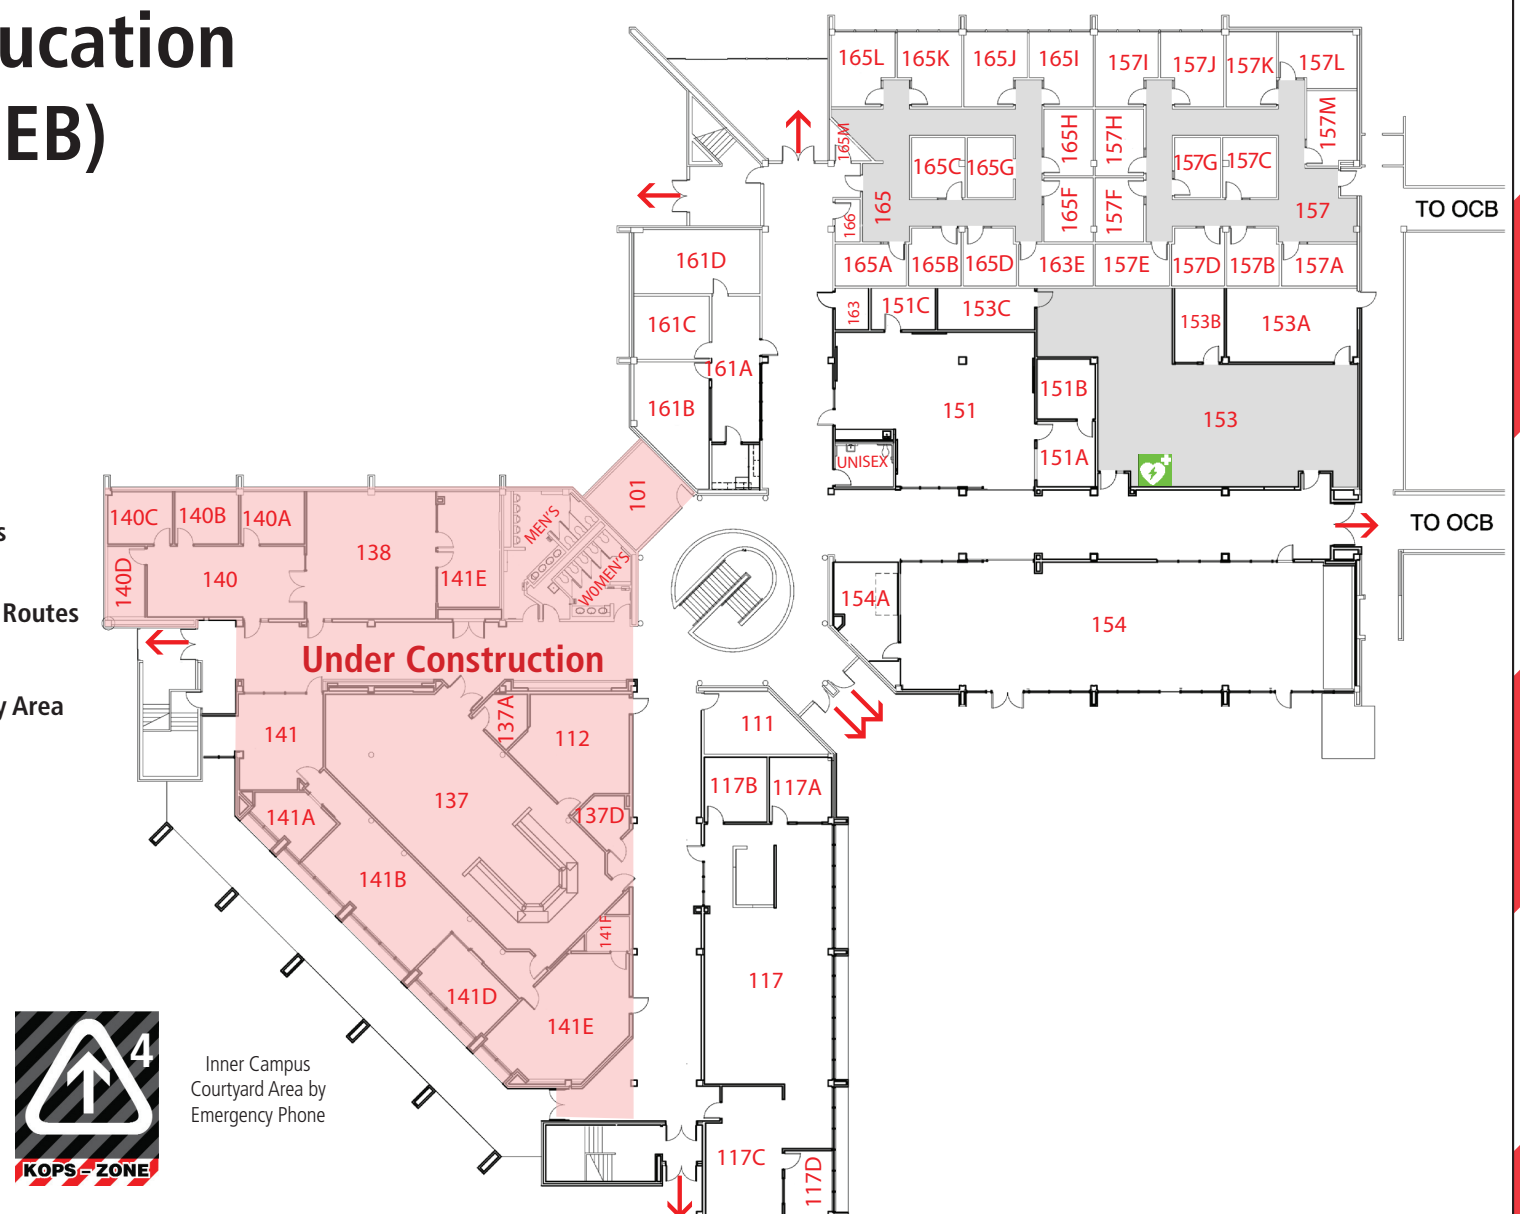 ucation
EB)
165L
165K
165J
165I
157I
157J
157K
157L
165M
165H
157H
157M
165C
165G
157G
157C
166
165
165F
157F
157
TO OCB
161D
165A
165B
165D
163E
157E
157D
157B
157A
161C
163
151C
153C
153B
153A
161A
161B
151
151B
153
151A
UNISEX
101
140C
140B
140A
138
MEN'S
s
TO OCB
140D
140
141E
WOMEN'S
154A
154
Routes
Under Construction
y Area
141
137A
112
111
117B
117A
137
137D
141A
141B
141F
117
141D
141E
4
Inner Campus
Courtyard Area by
Emergency Phone
KOPS - ZONE
117C
117D